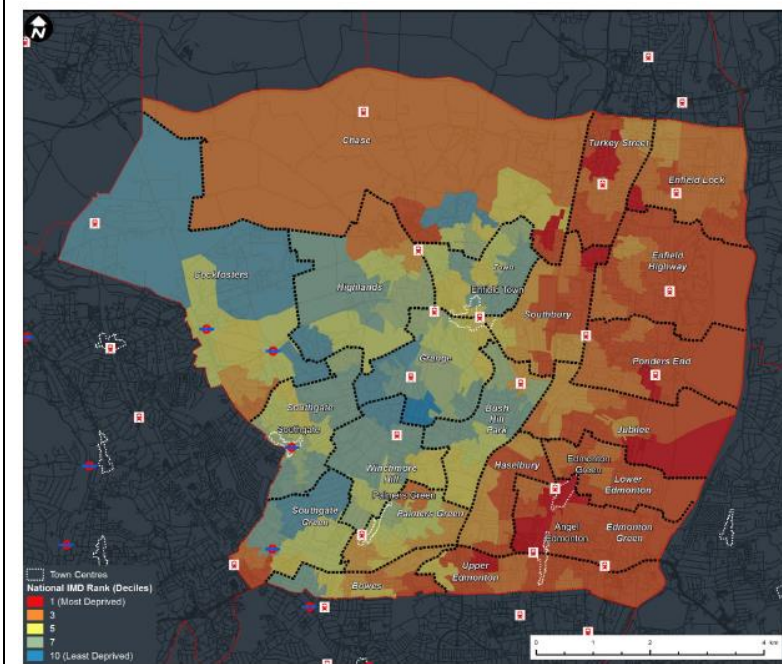 N
Chase
Turkey Street
Enfield Lock
Cockfosters
Highlands
Town
Enfield Town
Enfield
Highway
Southbury
Grange
Ponders End
Southgate
Southgate
Bush
Hill
Park
Jubilee
Winchmore
Hill
Haselbury
Edmonton
Green
Lower
Edmonton
Palmers Green
Palmers Green
Southgate
Green
Angel
Edmonton
Edmonton
Green
Upper
Edmonton
Bowes
Town Centres
National IMD Rank (Deciles)
1 (Most Deprived)
3
5
7
10 (Least Deprived)
0 2 4 km